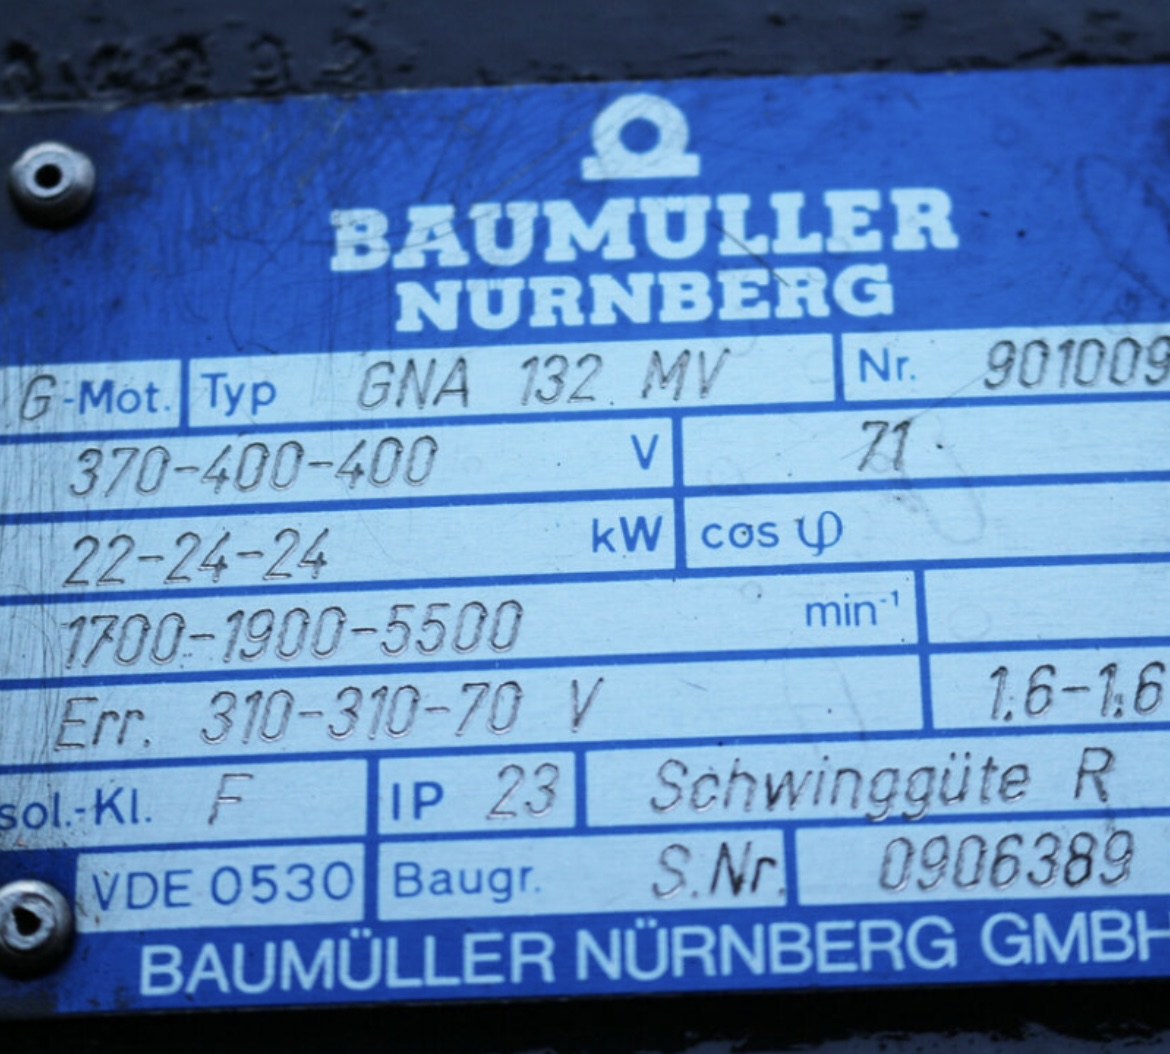 BAUMÜLLER
NÜRNBERG
G-Mot. Typ GNA 132 MV Nr. 901009
370-400-400 V 71
22-24-24 kW cos φ
1700-1900-5500 min⁻¹
Err. 310-310-70 V 1.6-1.6
sol.-Kl. F IP 23 Schwinggüte R
VDE 0530 Baugr. S.Nr. 0906389
BAUMÜLLER NÜRNBERG GMBH